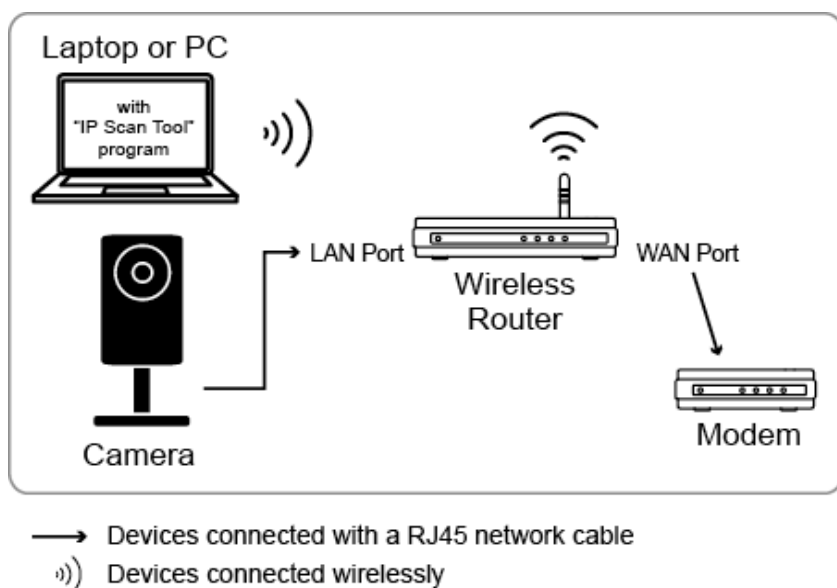 Laptop or PC
with
"IP Scan Tool"
program
LAN Port
WAN Port
Wireless
Router
Modem
Camera
Devices connected with a RJ45 network cable
Devices connected wirelessly